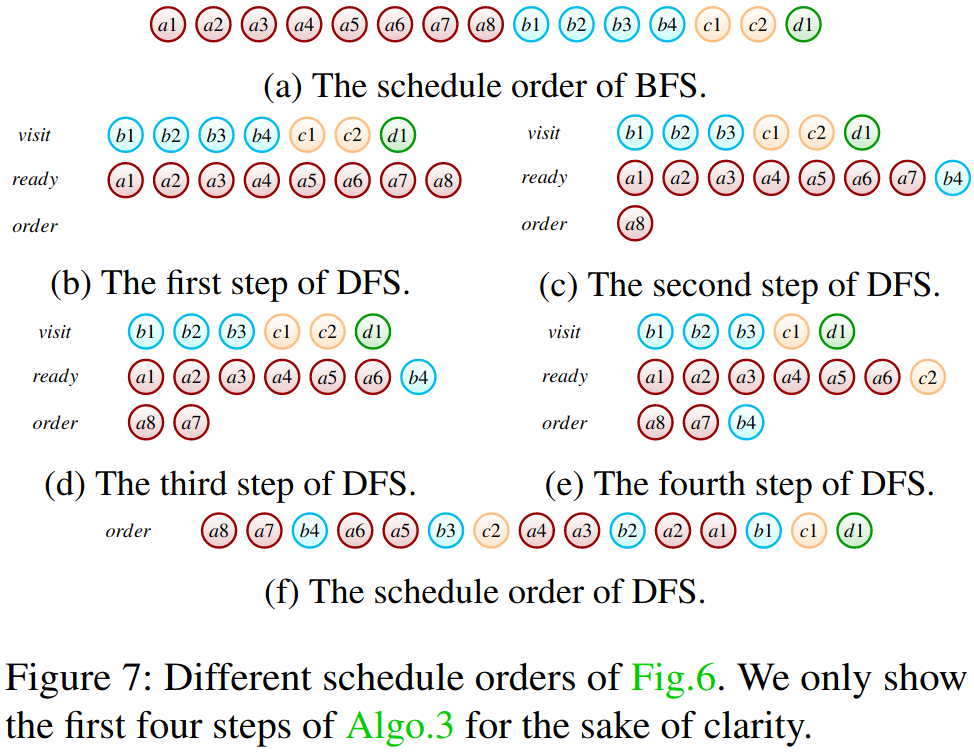 a1 a2 a3 a4 a5 a6 a7 a8 b1 b2 b3 b4 c1 c2 d1
(a) The schedule order of BFS.
visit b1 b2 b3 b4 c1 c2 d1
ready a1 a2 a3 a4 a5 a6 a7 a8
order
(b) The first step of DFS.
visit b1 b2 b3 c1 c2 d1
ready a1 a2 a3 a4 a5 a6 a7 b4
order a8
(c) The second step of DFS.
visit b1 b2 b3 c1 c2 d1
ready a1 a2 a3 a4 a5 a6 b4
order a8 a7
(d) The third step of DFS.
visit b1 b2 b3 c1 d1
ready a1 a2 a3 a4 a5 a6 c2
order a8 a7 b4
(e) The fourth step of DFS.
order a8 a7 b4 a6 a5 b3 c2 a4 a3 b2 a2 a1 b1 c1 d1
(f) The schedule order of DFS.
Figure 7: Different schedule orders of Fig.6. We only show
the first four steps of Algo.3 for the sake of clarity.